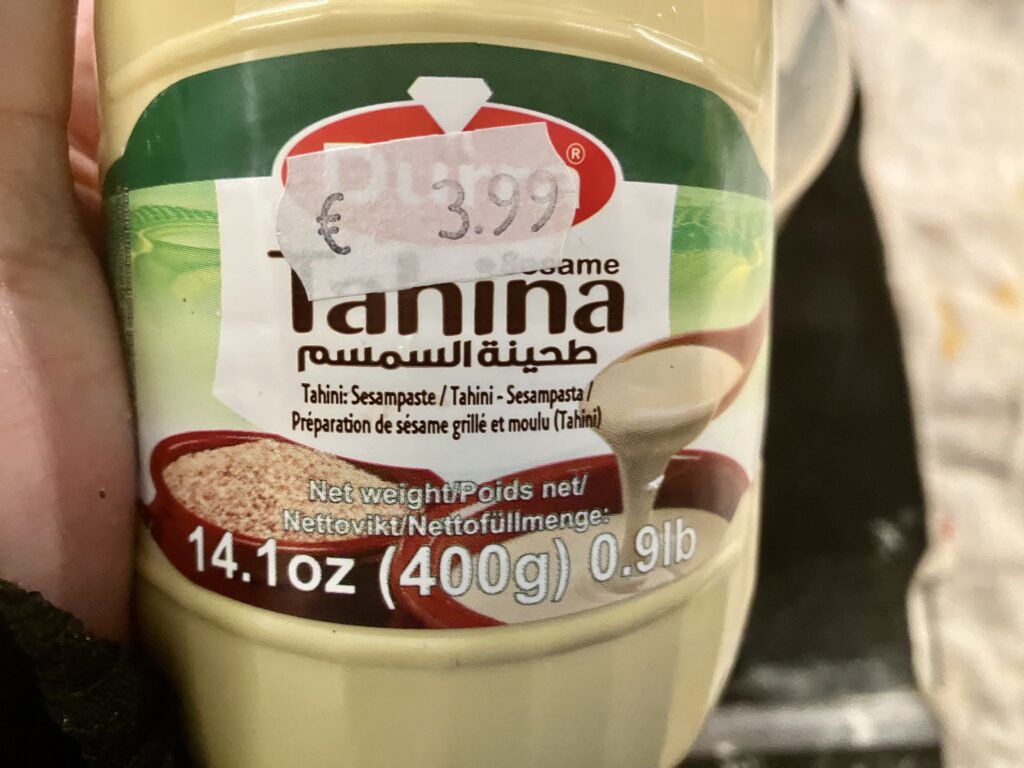 ®
€ 3.99
Tahina
طحينة السمسم
Tahini: Sesampaste / Tahini - Sesampasta /
Préparation de sésame grillé et moulu (Tahini)
Net weight/Poids net/
Nettovikt/Nettofüllmenge:
14.1oz (400g) 0.9lb